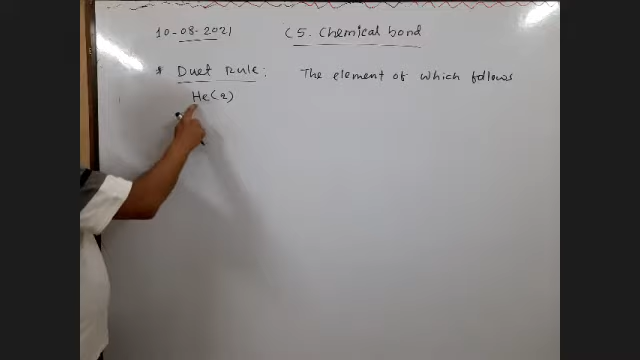 10-08-2021 C5. Chemical bond
* Duet Rule: The element of which follows
He(2)